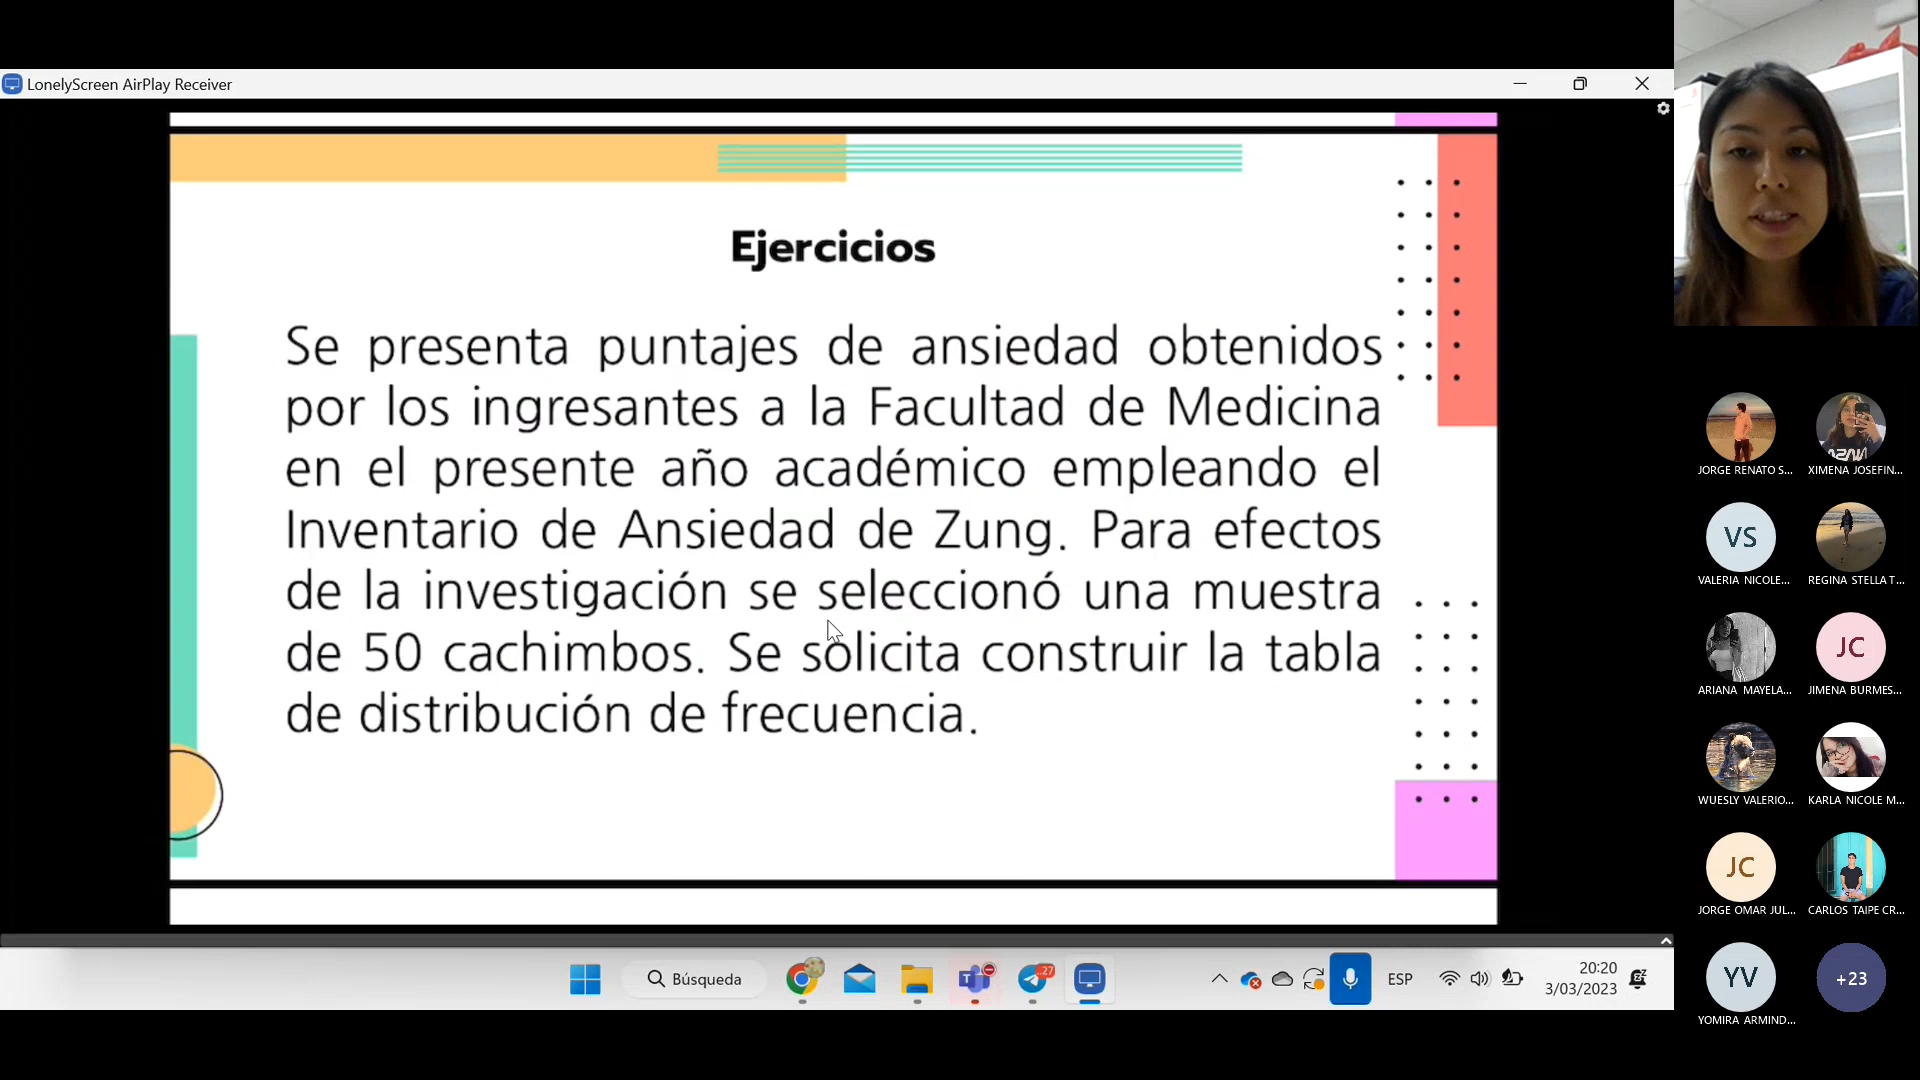 LonelyScreen AirPlay Receiver
Ejercicios
Se presenta puntajes de ansiedad obtenidos
por los ingresantes a la Facultad de Medicina
en el presente año académico empleando el
Inventario de Ansiedad de Zung. Para efectos
de la investigación se seleccionó una muestra
de 50 cachimbos. Se solicita construir la tabla
de distribución de frecuencia.
JORGE RENATO S...
XIMENA JOSEFIN...
VS
VALERIA NICOLE...
REGINA STELLA T...
ARIANA MAYELA...
JC
JIMENA BURMES...
WUESLY VALERIO...
KARLA NICOLE M...
JC
JORGE OMAR JUL...
CARLOS TAIPE CR...
YV
YOMIRA ARMIND...
+23
Búsqueda
27
ESP
20:20
3/03/2023